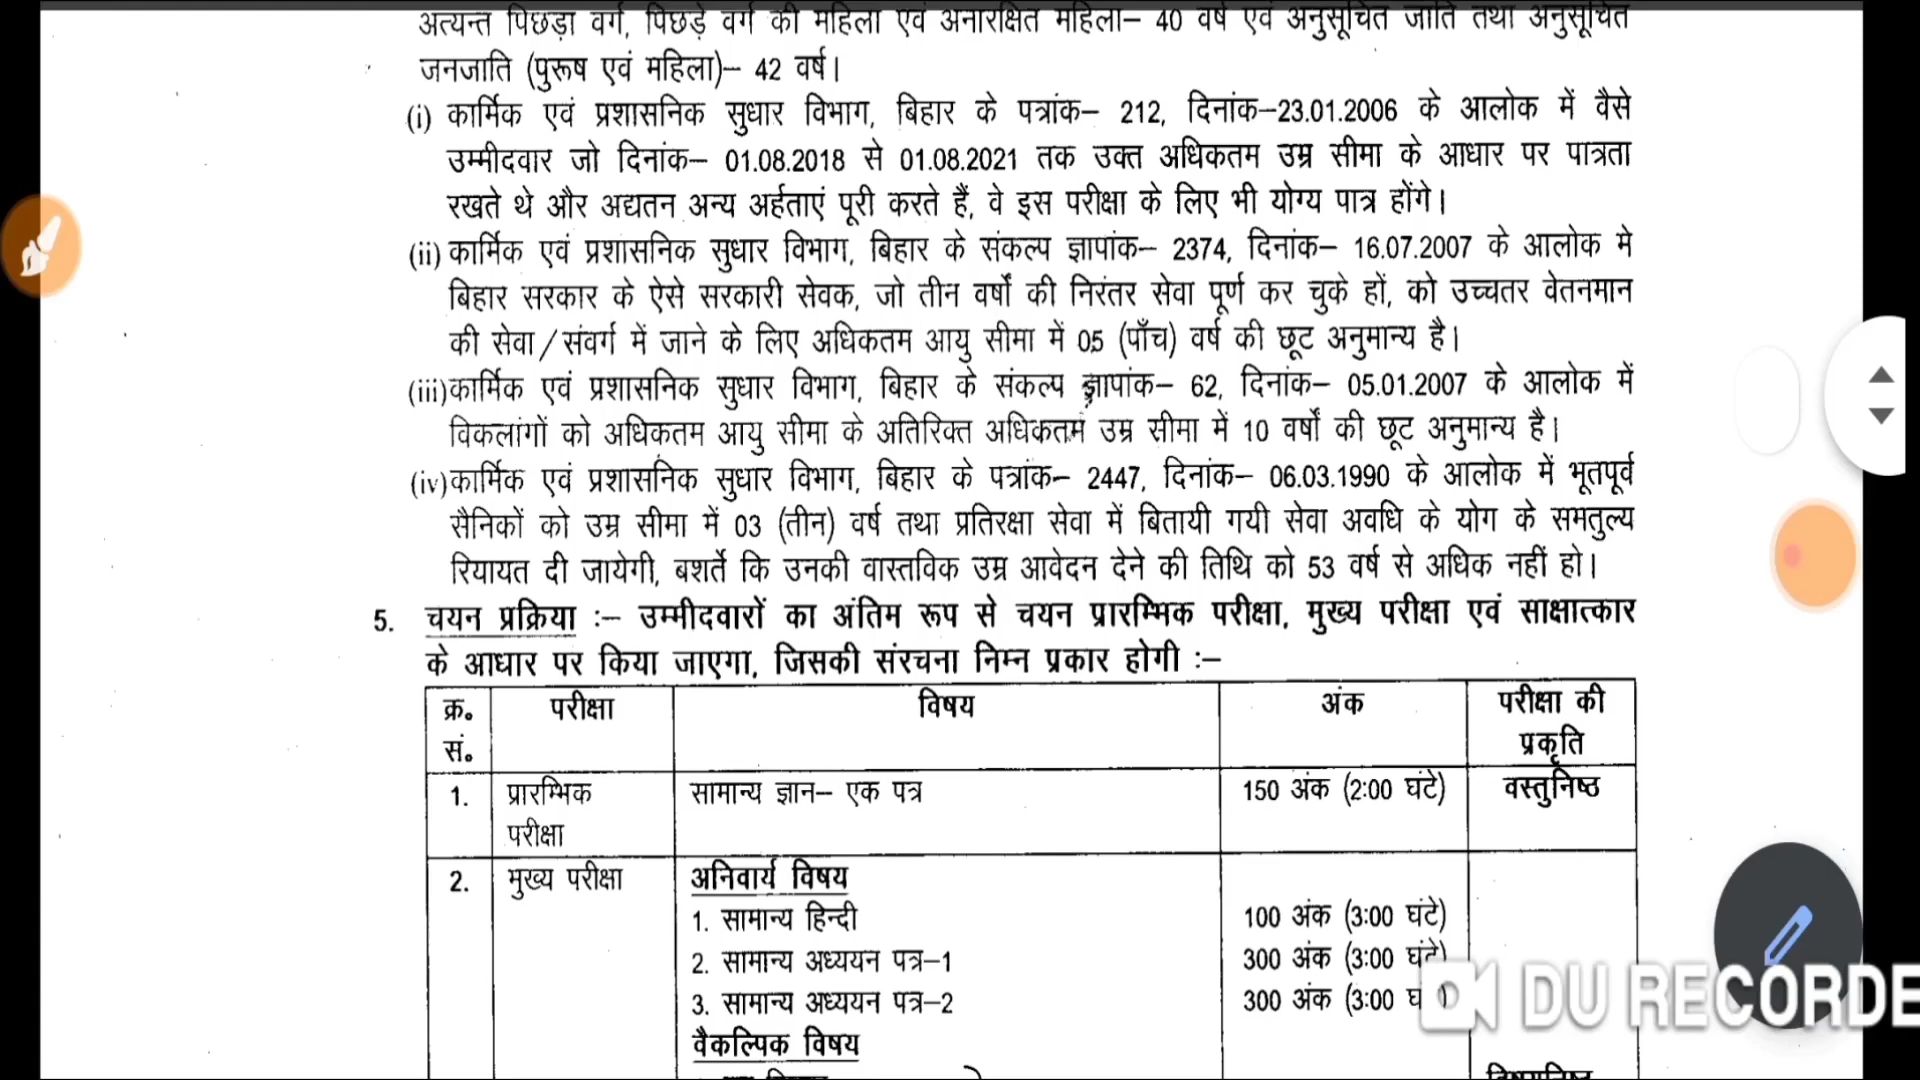 अत्यन्त पिछड़ा वर्ग, पिछड़े वर्ग की महिला एवं अनारक्षित महिला– 40 वर्ष एवं अनुसूचित जाति तथा अनुसूचित
जनजाति (पुरूष एवं महिला)– 42 वर्ष।
(i) कार्मिक एवं प्रशासनिक सुधार विभाग, बिहार के पत्रांक– 212, दिनांक–23.01.2006 के आलोक में वैसे
उम्मीदवार जो दिनांक– 01.08.2018 से 01.08.2021 तक उक्त अधिकतम उम्र सीमा के आधार पर पात्रता
रखते थे और अद्यतन अन्य अर्हताएं पूरी करते हैं, वे इस परीक्षा के लिए भी योग्य पात्र होंगे।
(ii) कार्मिक एवं प्रशासनिक सुधार विभाग, बिहार के संकल्प ज्ञापांक– 2374, दिनांक– 16.07.2007 के आलोक मे
बिहार सरकार के ऐसे सरकारी सेवक, जो तीन वर्षों की निरंतर सेवा पूर्ण कर चुके हों, को उच्चतर वेतनमान
की सेवा/संवर्ग में जाने के लिए अधिकतम आयु सीमा में 05 (पाँच) वर्ष की छूट अनुमान्य है।
(iii) कार्मिक एवं प्रशासनिक सुधार विभाग, बिहार के संकल्प ज्ञापांक– 62, दिनांक– 05.01.2007 के आलोक में
विकलांगों को अधिकतम आयु सीमा के अतिरिक्त अधिकतम उम्र सीमा में 10 वर्षों की छूट अनुमान्य है।
(iv) कार्मिक एवं प्रशासनिक सुधार विभाग, बिहार के पत्रांक– 2447, दिनांक– 06.03.1990 के आलोक में भूतपूर्व
सैनिकों को उम्र सीमा में 03 (तीन) वर्ष तथा प्रतिरक्षा सेवा में बितायी गयी सेवा अवधि के योग के समतुल्य
रियायत दी जायेगी, बशर्ते कि उनकी वास्तविक उम्र आवेदन देने की तिथि को 53 वर्ष से अधिक नहीं हो।
5. चयन प्रक्रिया :– उम्मीदवारों का अंतिम रूप से चयन प्रारम्भिक परीक्षा, मुख्य परीक्षा एवं साक्षात्कार
के आधार पर किया जाएगा, जिसकी संरचना निम्न प्रकार होगी :–
क्र. परीक्षा विषय अंक परीक्षा की
सं. प्रकृति
1. प्रारम्भिक सामान्य ज्ञान– एक पत्र 150 अंक (2:00 घंटे) वस्तुनिष्ठ
परीक्षा
2. मुख्य परीक्षा अनिवार्य विषय
1. सामान्य हिन्दी 100 अंक (3:00 घंटे)
2. सामान्य अध्ययन पत्र–1 300 अंक (3:00 घंटे)
3. सामान्य अध्ययन पत्र–2 300 अंक (3:00
वैकल्पिक विषय
DU RECORDE